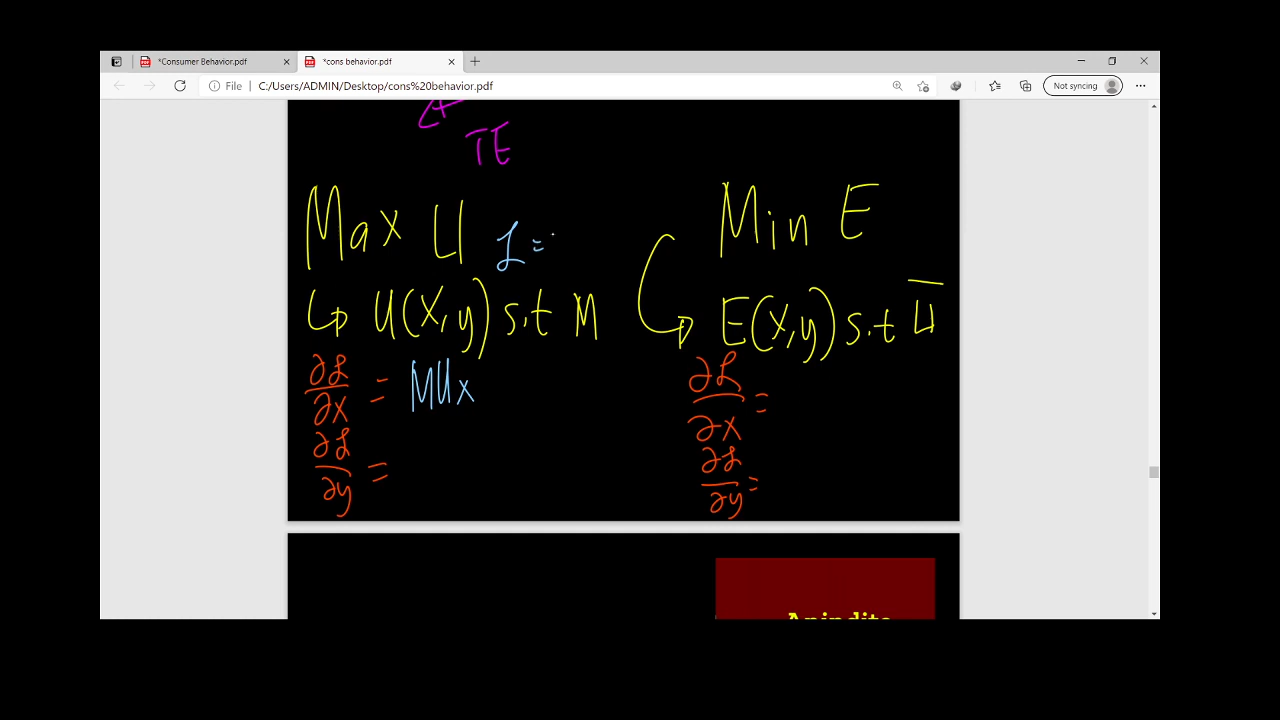 *Consumer Behavior.pdf
*cons behavior.pdf
File C:/Users/ADMIN/Desktop/cons%20behavior.pdf
Not syncing
TE
Max U ℒ =
Min E
↳ U(X,y) s.t M
↳ E(X,y) s.t U̅
∂ℒ/∂X = MUx
∂ℒ/∂y =
∂ℒ/∂X =
∂ℒ/∂y =